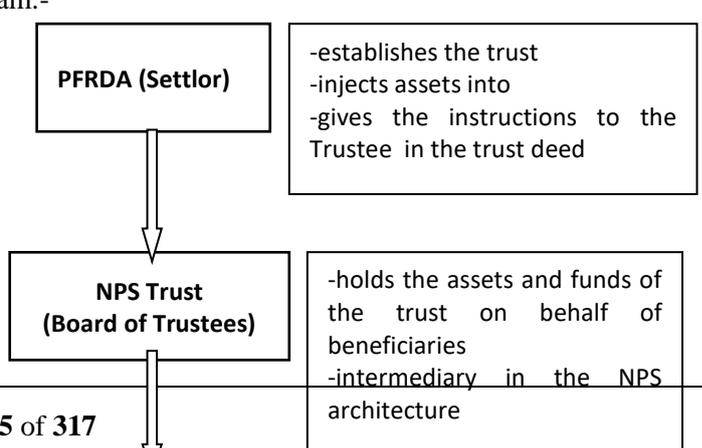 PFRDA (Settlor)
-establishes the trust
-injects assets into
-gives the instructions to the
Trustee in the trust deed
NPS Trust
(Board of Trustees)
-holds the assets and funds of
the trust on behalf of
beneficiaries
-intermediary in the NPS
architecture
5 of 317